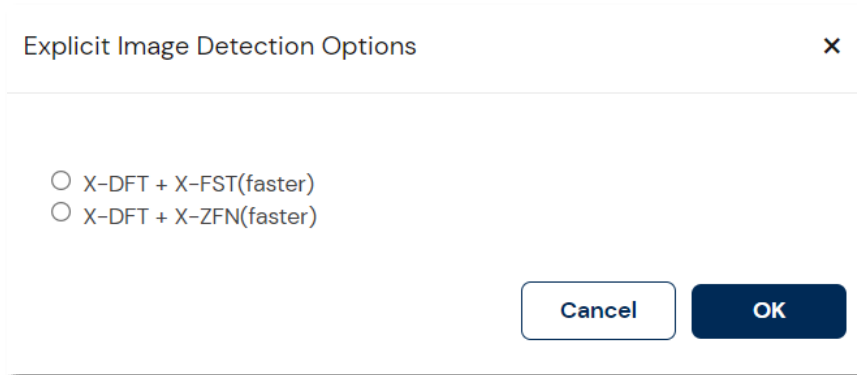 Explicit Image Detection Options ×
X-DFT + X-FST(faster)
X-DFT + X-ZFN(faster)
Cancel OK